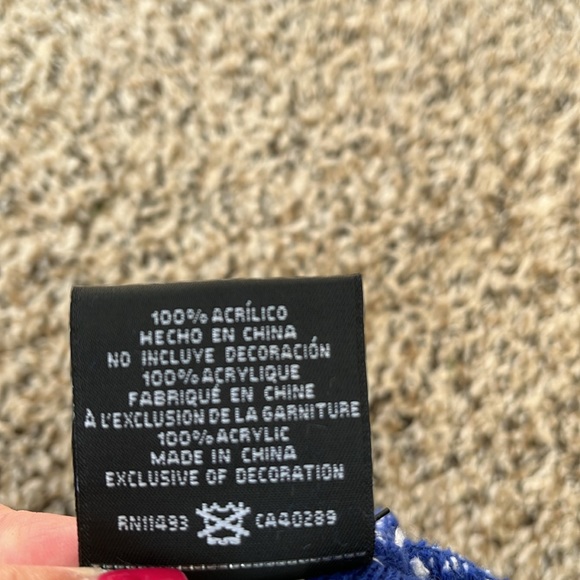 100% ACRÍLICO
HECHO EN CHINA
NO INCLUYE DECORACIÓN
100% ACRYLIQUE
FABRIQUÉ EN CHINE
À L'EXCLUSION DE LA GARNITURE
100% ACRYLIC
MADE IN CHINA
EXCLUSIVE OF DECORATION
RN11493 CA40289